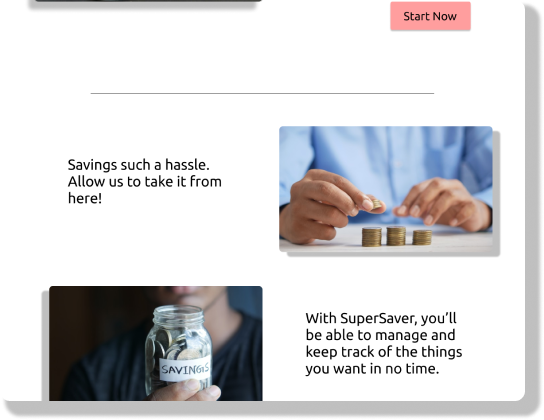 Start Now
Savings such a hassle.
Allow us to take it from
here!
With SuperSaver, you’ll
be able to manage and
keep track of the things
you want in no time.
SAVINGS